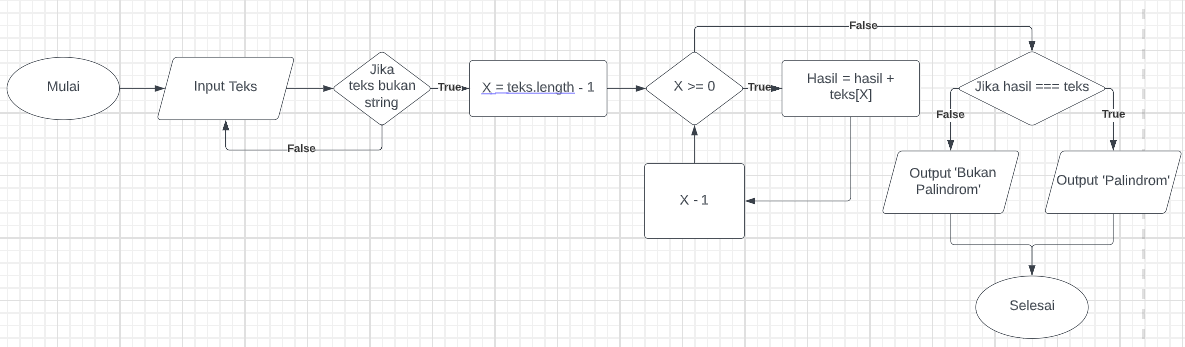 Mulai
Input Teks
Jika
teks bukan
string
True
False
X = teks.length - 1
X >= 0
True
False
Hasil = hasil +
teks[X]
X - 1
Jika hasil === teks
False
True
Output 'Bukan
Palindrom'
Output 'Palindrom'
Selesai